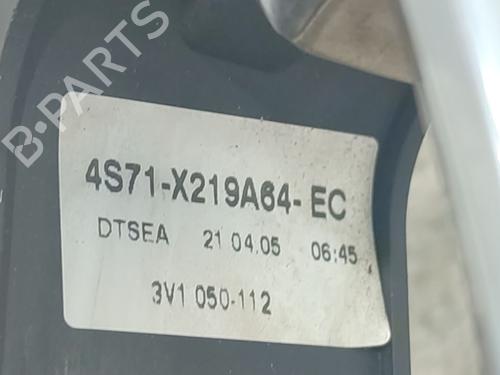 B-PARTS
4S71-X219A64-EC
DTSEA 21 04.05 06:45
3V1 050-112